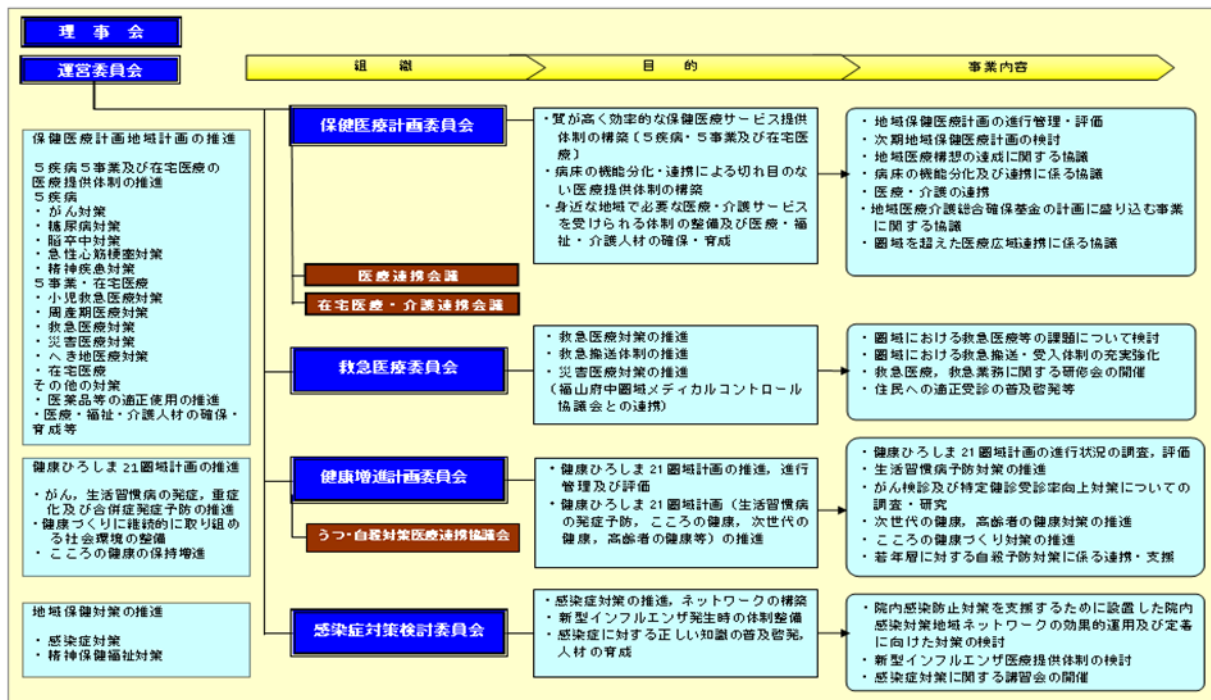 理事会
運営委員会
組織
目的
事業内容
保健医療計画地域計画の推進
５疾病５事業及び在宅医療の
医療提供体制の推進
５疾病
・がん対策
・糖尿病対策
・脳卒中対策
・急性心筋梗塞対策
・精神疾患対策
５事業・在宅医療
・小児救急医療対策
・周産期医療対策
・救急医療対策
・災害医療対策
・へき地医療対策
・在宅医療
その他の対策
・医薬品等の適正使用の推進
・医療・福祉・介護人材の確保・
育成等
健康ひろしま21圏域計画の推進
・がん，生活習慣病の発症，重症
化及び合併症発症予防の推進
・健康づくりに継続的に取り組め
る社会環境の整備
・こころの健康の保持増進
地域保健対策の推進
・感染症対策
・精神保健福祉対策
保健医療計画委員会
医療連携会議
在宅医療・介護連携会議
・質が高く効率的な保健医療サービス提供
体制の構築〔５疾病・５事業及び在宅医
療〕
・病床の機能分化・連携による切れ目のな
い医療提供体制の構築
・身近な地域で必要な医療・介護サービス
を受けられる体制の整備及び医療・福
祉・介護人材の確保・育成
・地域保健医療計画の進行管理・評価
・次期地域保健医療計画の検討
・地域医療構想の達成に関する協議
・病床の機能分化及び連携に係る協議
・医療・介護の連携
・地域医療介護総合確保基金の計画に盛り込む事業
に関する協議
・圏域を超えた医療広域連携に係る協議
救急医療委員会
・救急医療対策の推進
・救急搬送体制の推進
・災害医療対策の推進
（福山府中圏域メディカルコントロール
協議会との連携）
・圏域における救急医療等の課題について検討
・圏域における救急搬送・受入体制の充実強化
・救急医療，救急業務に関する研修会の開催
・住民への適正受診の普及啓発等
健康増進計画委員会
うつ・自殺対策医療連携協議会
・健康ひろしま21圏域計画の推進，進行
管理及び評価
・健康ひろしま21圏域計画（生活習慣病
の発症予防，こころの健康，次世代の
健康，高齢者の健康等）の推進
・健康ひろしま21圏域計画の進行状況の調査，評価
・生活習慣病予防対策の推進
・がん検診及び特定健診受診率向上対策についての
調査・研究
・次世代の健康，高齢者の健康対策の推進
・こころの健康づくり対策の推進
・若年層に対する自殺予防対策に係る連携・支援
感染症対策検討委員会
・感染症対策の推進，ネットワークの構築
・新型インフルエンザ発生時の体制整備
・感染症に対する正しい知識の普及啓発，
人材の育成
・院内感染防止対策を支援するために設置した院内
感染対策地域ネットワークの効果的運用及び定着
に向けた対策の検討
・新型インフルエンザ医療提供体制の検討
・感染症対策に関する講習会の開催